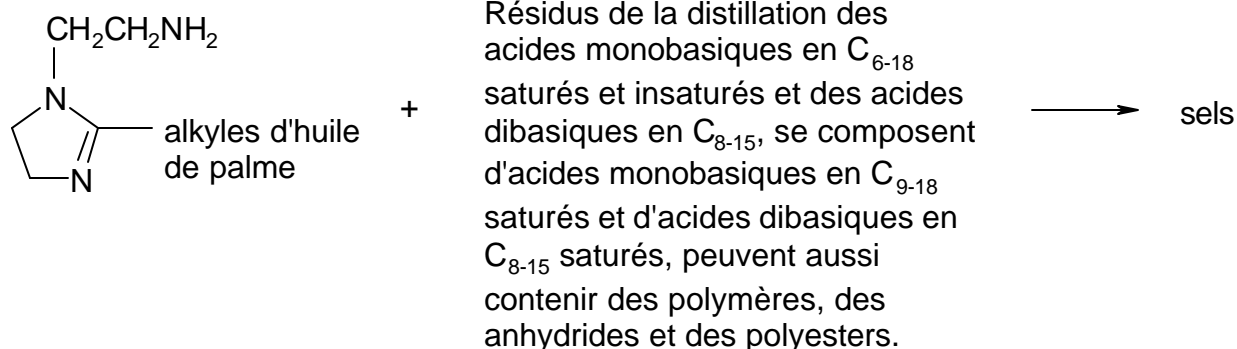 CH₂CH₂NH₂
N
N
alkyles d'huile
de palme
+
Résidus de la distillation des
acides monobasiques en C₆₋₁₈
saturés et insaturés et des acides
dibasiques en C₈₋₁₅, se composent
d'acides monobasiques en C₉₋₁₈
saturés et d'acides dibasiques en
C₈₋₁₅ saturés, peuvent aussi
contenir des polymères, des
anhydrides et des polyesters.
sels